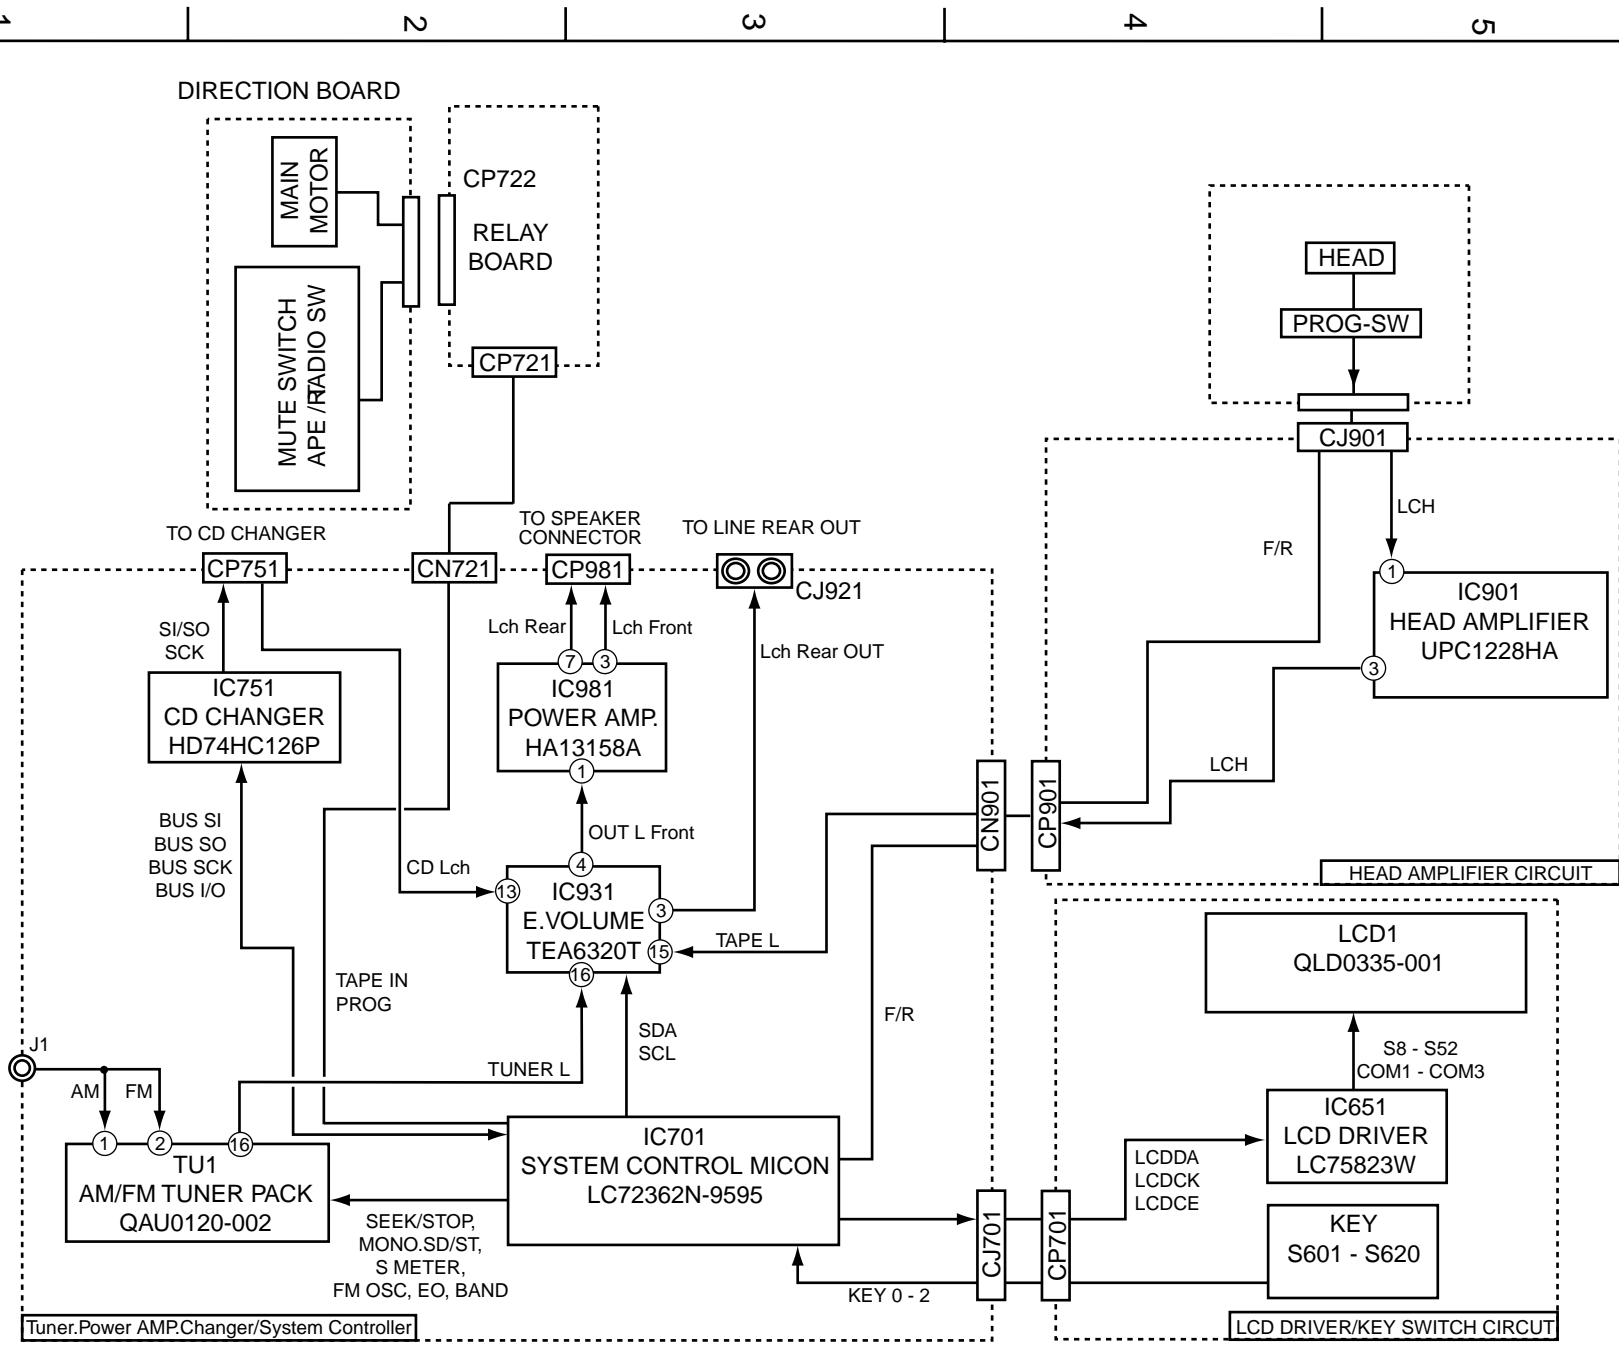 1
2
3
4
5
DIRECTION BOARD
MAIN
MOTOR
MUTE SWITCH
APE /RTADIO SW
CP722
RELAY
BOARD
CP721
HEAD
PROG-SW
CJ901
LCH
F/R
1
IC901
HEAD AMPLIFIER
UPC1228HA
3
LCH
CP901
HEAD AMPLIFIER CIRCUIT
TO CD CHANGER
CP751
CN721
TO SPEAKER
CONNECTOR
CP981
TO LINE REAR OUT
CJ921
SI/SO
SCK
IC751
CD CHANGER
HD74HC126P
Lch Rear
Lch Front
7
3
IC981
POWER AMP.
HA13158A
1
Lch Rear OUT
CN901
BUS SI
BUS SO
BUS SCK
BUS I/O
OUT L Front
CD Lch
4
13
IC931
E.VOLUME
TEA6320T
3
15
16
TAPE L
TAPE IN
PROG
F/R
SDA
SCL
TUNER L
J1
AM
FM
1
2
16
TU1
AM/FM TUNER PACK
QAU0120-002
IC701
SYSTEM CONTROL MICON
LC72362N-9595
SEEK/STOP,
MONO.SD/ST,
S METER,
FM OSC, EO, BAND
KEY 0 - 2
CJ701
CP701
Tuner.Power AMP.Changer/System Controller
LCD1
QLD0335-001
S8 - S52
COM1 - COM3
IC651
LCD DRIVER
LC75823W
LCDDA
LCDCK
LCDCE
KEY
S601 - S620
LCD DRIVER/KEY SWITCH CIRCUT